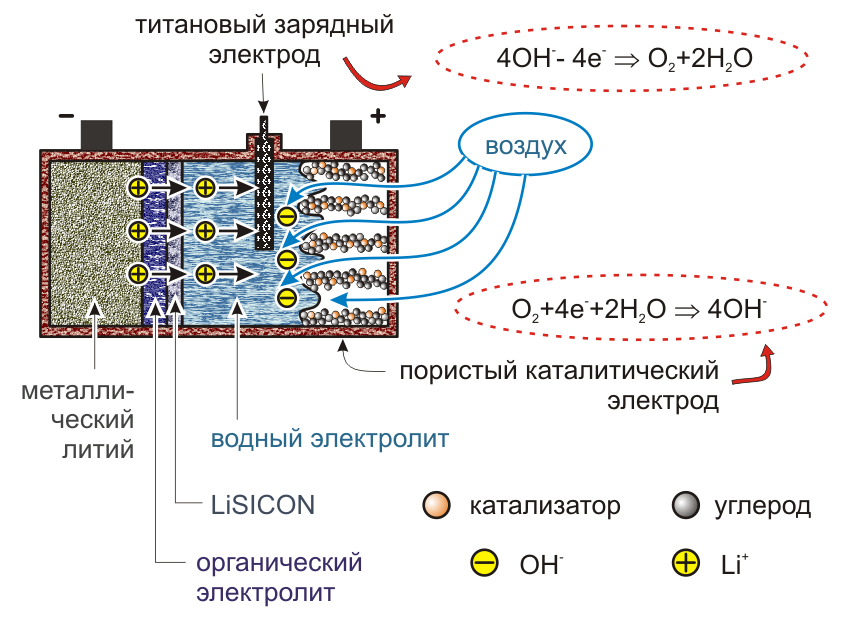 титановый зарядный
электрод
4OH⁻- 4e⁻ ⇒ O₂+2H₂O
− +
воздух
O₂+4e⁻+2H₂O ⇒ 4OH⁻
пористый каталитический
электрод
металли-
ческий
литий
водный электролит
LiSICON
органический
электролит
катализатор
углерод
OH⁻
Li⁺